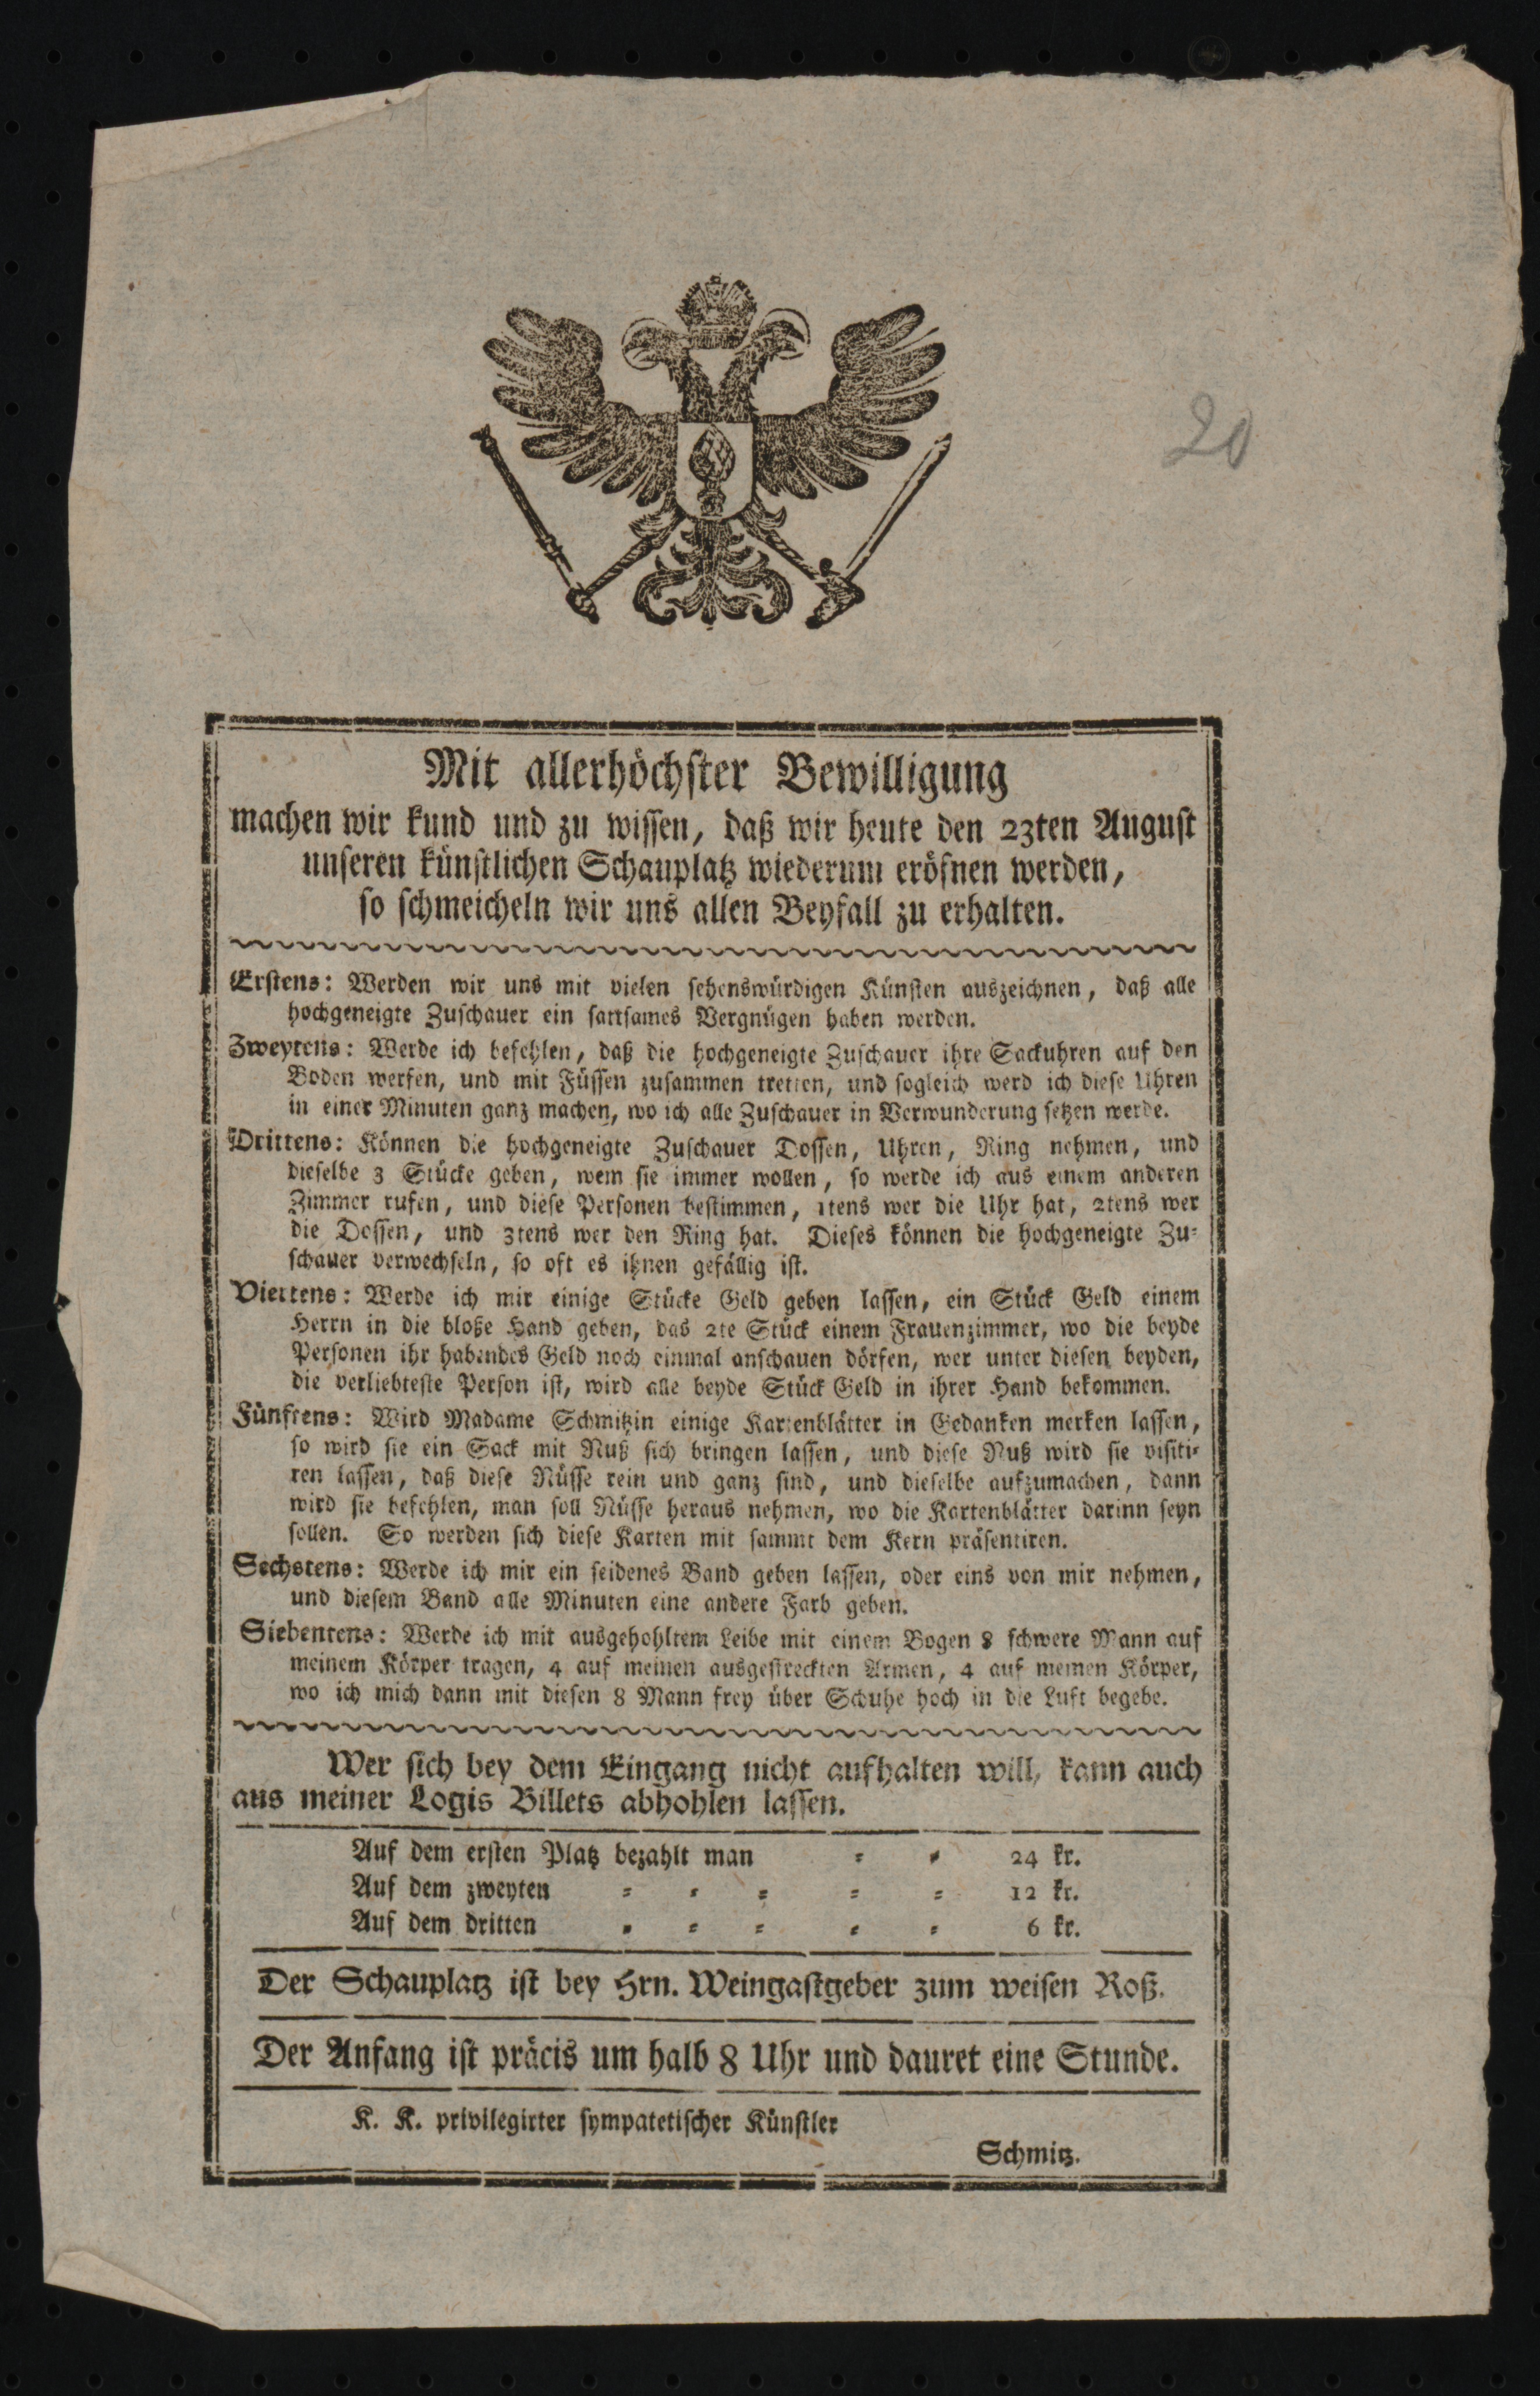 20
Mit allerhöchster Bewilligung
machen wir kund und zu wissen, daß wir heute den 23ten August
unseren künstlichen Schauplatz wiederum eröfnen werden,
so schmeicheln wir uns allen Beyfall zu erhalten.
Erstens: Werden wir uns mit vielen sehenswürdigen Künsten auszeichnen, daß alle
hochgeneigte Zuschauer ein sattsames Vergnügen haben werden.
Zweytens: Werde ich befehlen, daß die hochgeneigte Zuschauer ihre Sackuhren auf den
Boden werfen, und mit Füssen zusammen tretten, und sogleich werd ich diese Uhren
in einer Minuten ganz machen, wo ich alle Zuschauer in Verwunderung setzen werde.
Drittens: Können die hochgeneigte Zuschauer Dossen, Uhren, Ring nehmen, und
dieselbe 3 Stücke geben, wem sie immer wollen, so werde ich aus einem anderen
Zimmer rufen, und diese Personen bestimmen, 1tens wer die Uhr hat, 2tens wer
die Dossen, und 3tens wer den Ring hat. Dieses können die hochgeneigte Zu-
schauer verwechseln, so oft es ihnen gefällig ist.
Viertens: Werde ich mir einige Stücke Geld geben lassen, ein Stück Geld einem
Herrn in die bloße Hand geben, das 2te Stück einem Frauenzimmer, wo die beyde
Personen ihr habendes Geld noch einmal anschauen dörfen, wer unter diesen beyden,
die verliebteste Person ist, wird alle beyde Stück Geld in ihrer Hand bekommen.
Fünftens: Wird Madame Schmitzin einige Kartenblätter in Gedanken merken lassen,
so wird sie ein Sack mit Nuß sich bringen lassen, und diese Nuß wird sie visiti-
ren lassen, daß diese Nüsse rein und ganz sind, und dieselbe aufzumachen, dann
wird sie befehlen, man soll Nüsse heraus nehmen, wo die Kartenblätter darinn seyn
sollen. So werden sich diese Karten mit sammt dem Kern präsentiren.
Sechstens: Werde ich mir ein seidenes Band geben lassen, oder eins von mir nehmen,
und diesem Band alle Minuten eine andere Farb geben.
Siebentens: Werde ich mit ausgehohltem Leibe mit einem Bogen 8 schwere Mann auf
meinem Körper tragen, 4 auf meinen ausgestreckten Armen, 4 auf meinen Körper,
wo ich mich dann mit diesen 8 Mann frey über Schuhe hoch in die Luft begebe.
Wer sich bey dem Eingang nicht aufhalten will, kann auch
aus meiner Logis Billets abhohlen lassen.
Auf dem ersten Platz bezahlt man = = 24 kr.
Auf dem zweyten = = = = = 12 kr.
Auf dem dritten = = = = = 6 kr.
Der Schauplatz ist bey Hrn. Weingastgeber zum weisen Roß.
Der Anfang ist präcis um halb 8 Uhr und dauret eine Stunde.
K. K. privilegirter sympatetischer Künstler
Schmitz.